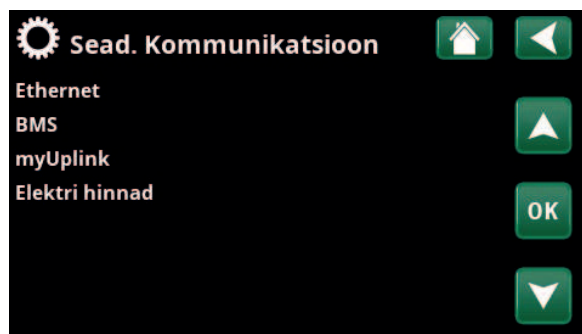 Sead. Kommunikatsioon
Ethernet
BMS
myUplink
Elektri hinnad
OK